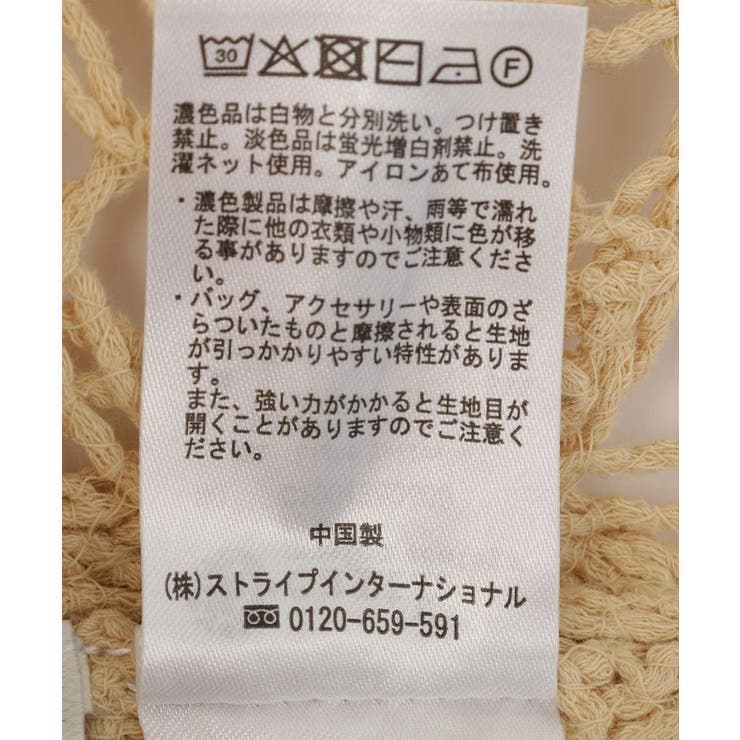 30 F
濃色品は白物と分別洗い。つけ置き
禁止。淡色品は蛍光増白剤禁止。洗
濯ネット使用。アイロンあて布使用。
・濃色製品は摩擦や汗、雨等で濡れ
た際に他の衣類や小物類に色が移
る事がありますのでご注意くださ
い。
・バッグ、アクセサリーや表面のざ
らついたものと摩擦されると生地
が引っかかりやすい特性がありま
す。
また、強い力がかかると生地目が
開くことがありますのでご注意く
ださい。
中国製
(株)ストライプインターナショナル
0120-659-591